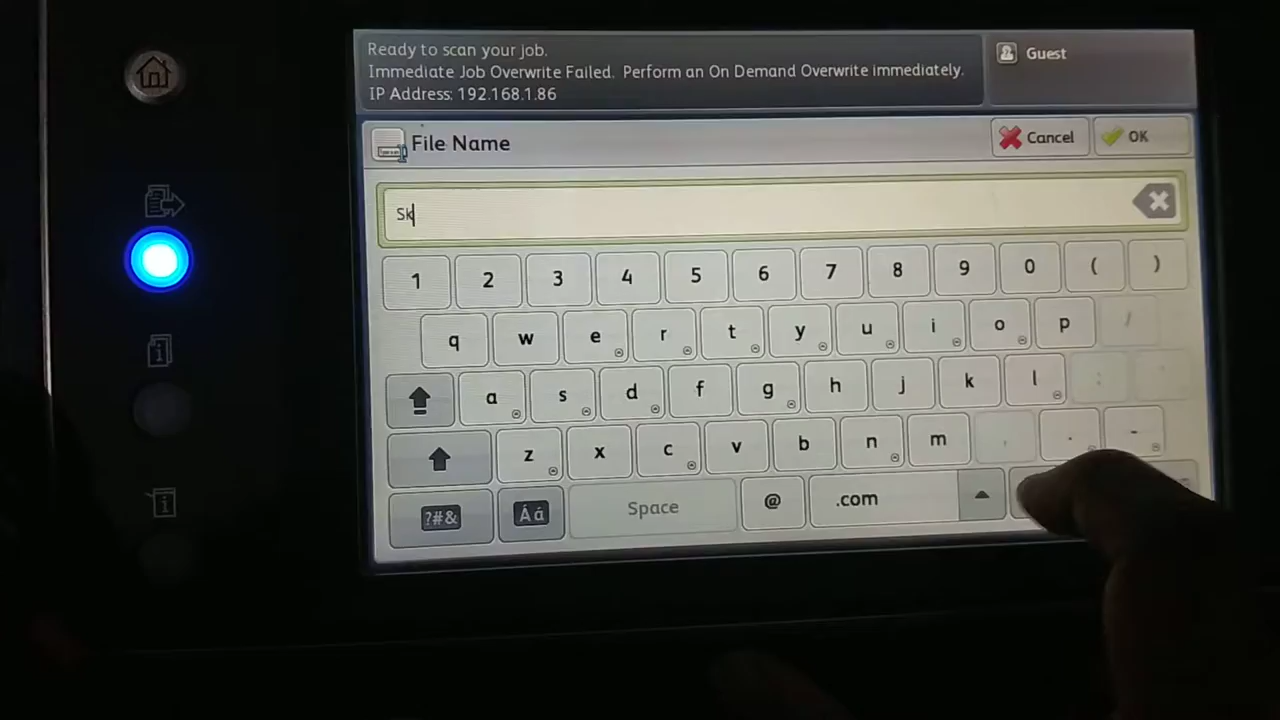 Ready to scan your job.
Immediate Job Overwrite Failed. Perform an On Demand Overwrite immediately.
IP Address: 192.168.1.86
Guest
File Name
Cancel
OK
Sk
1 2 3 4 5 6 7 8 9 0 ( )
q w e r t y u i o p /
a s d f g h j k l :
z x c v b n m , . -
?#& Áá Space @ .com